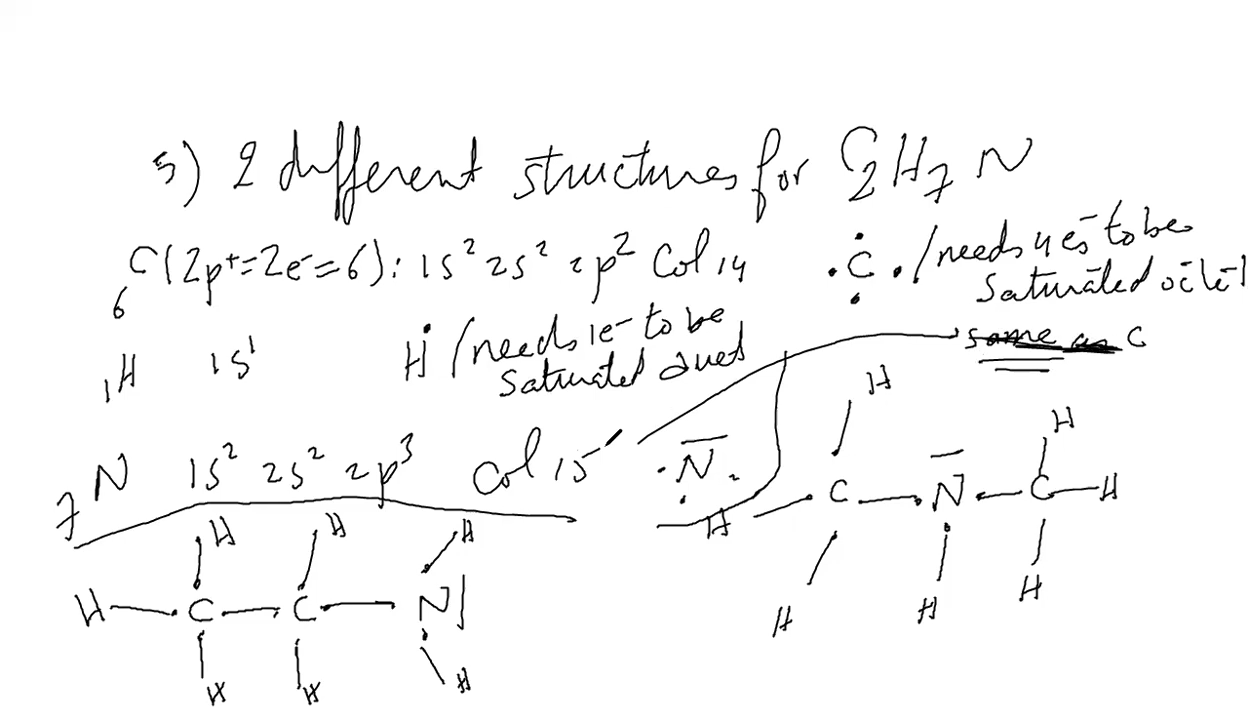 5) 2 different structures for C2H7N
6C (2p+=2e-=6): 1s² 2s² 2p² Col 14 ·C· / needs 4 es- to be
saturated octet
1H 1s¹ H / needs 1e- to be
saturated duet
same as C
7N 1s² 2s² 2p³ Col 15 ·N·
H H H
H — C — C — N|
H H H
H H
H — C — N — C — H
H H H